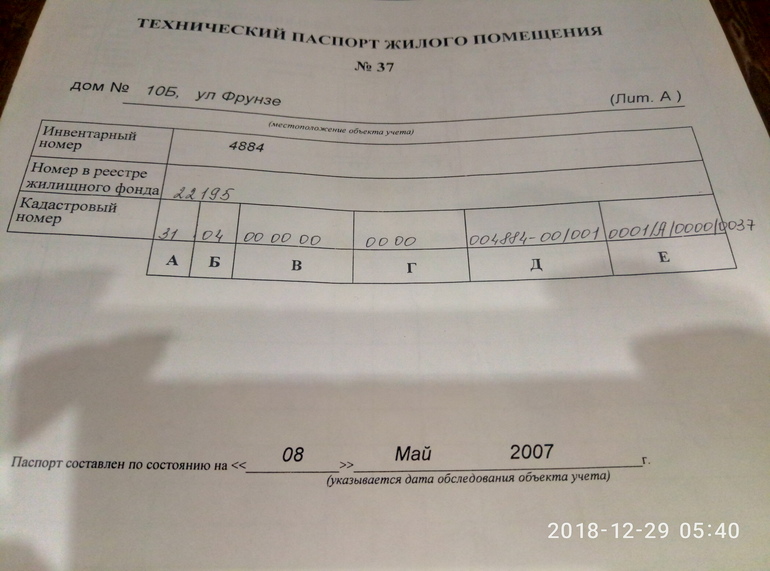 ТЕХНИЧЕСКИЙ ПАСПОРТ ЖИЛОГО ПОМЕЩЕНИЯ
№ 37
дом № 10Б, ул Фрунзе (Лит. А )
(местоположение объекта учета)
Инвентарный номер 4884
Номер в реестре жилищного фонда 22195
Кадастровый номер 31 04 00 00 00 00 00 004884-00/001 0001/А/0000/0037
А Б В Г Д Е
Паспорт составлен по состоянию на << 08 >> Май 2007 г.
(указывается дата обследования объекта учета)
2018-12-29 05:40